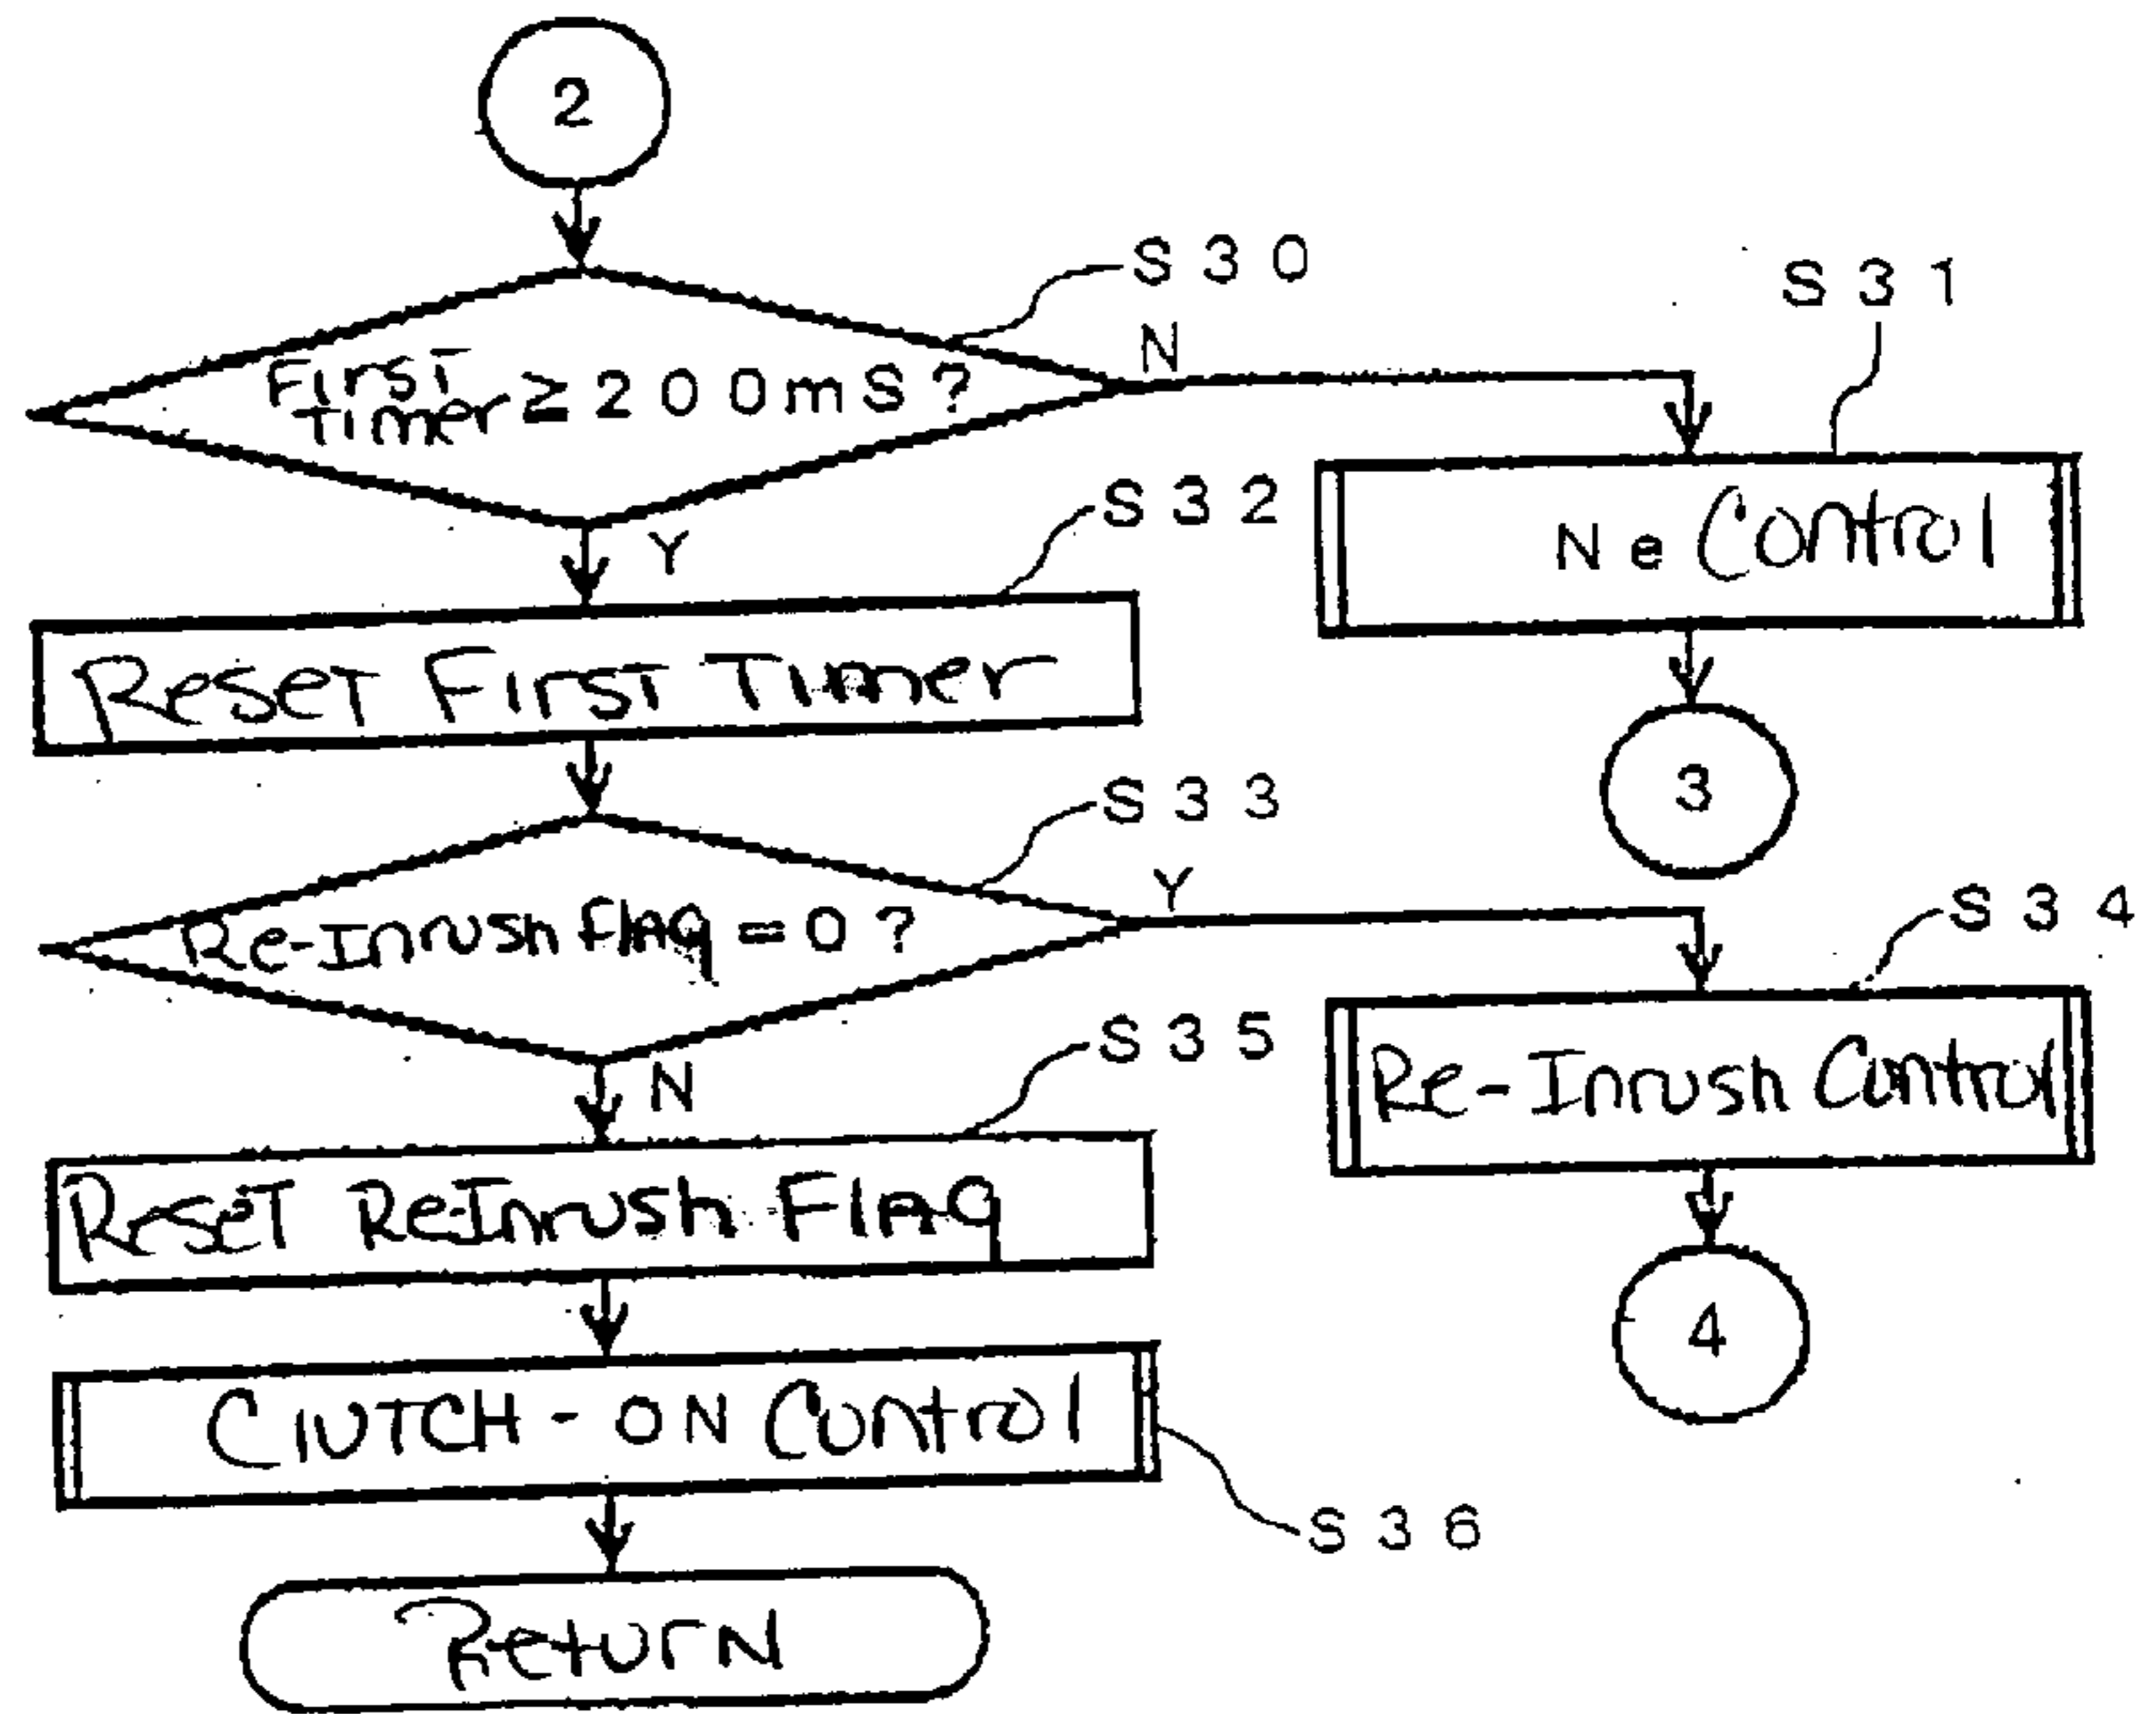 2
S30
S31
N
First
timer ≥ 200mS?
S32
Ne Control
Y
Reset First Timer
3
S33
Y
S34
Re-Inrush flag = 0 ?
S35
Re-Inrush Control
N
Reset Re-Inrush Flag
4
Clutch-ON Control
S36
Return